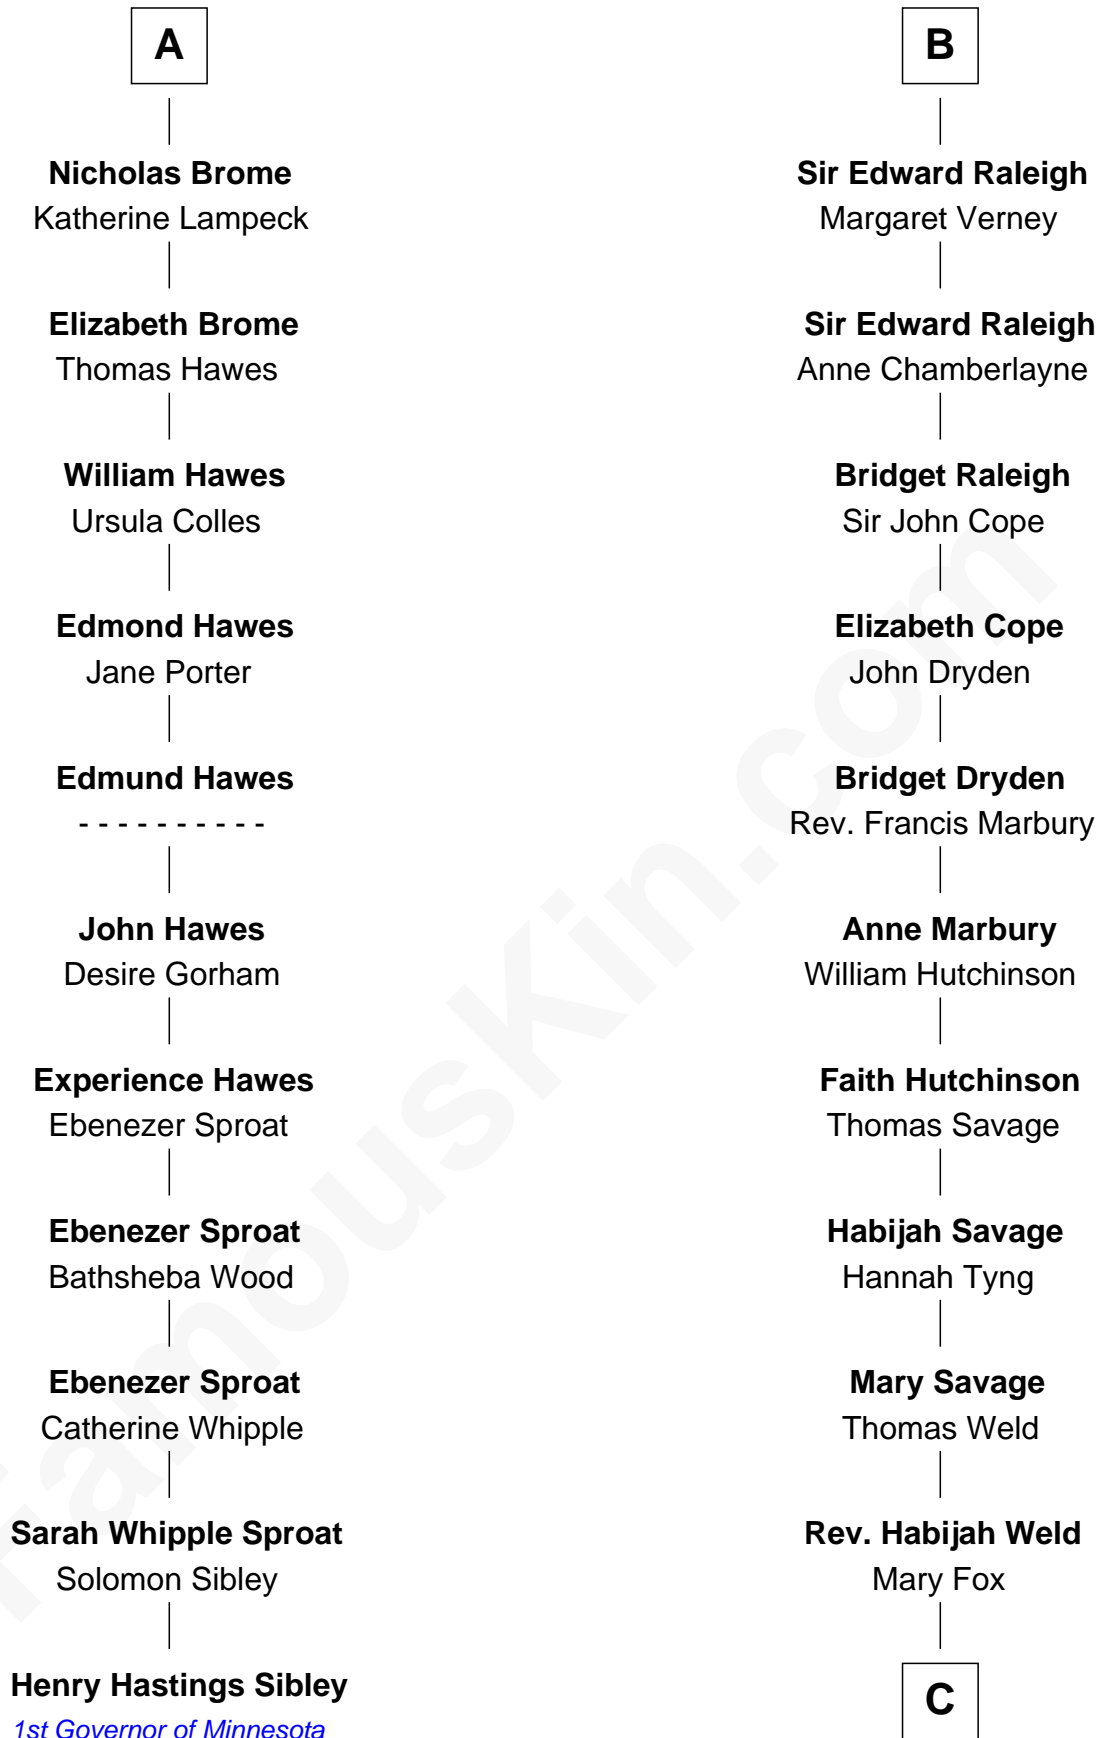 A
Nicholas Brome
Katherine Lampeck
Elizabeth Brome
Thomas Hawes
William Hawes
Ursula Colles
Edmond Hawes
Jane Porter
Edmund Hawes
- - - - - - - - - -
John Hawes
Desire Gorham
Experience Hawes
Ebenezer Sproat
Ebenezer Sproat
Bathsheba Wood
Ebenezer Sproat
Catherine Whipple
Sarah Whipple Sproat
Solomon Sibley
Henry Hastings Sibley
1st Governor of Minnesota
B
Sir Edward Raleigh
Margaret Verney
Sir Edward Raleigh
Anne Chamberlayne
Bridget Raleigh
Sir John Cope
Elizabeth Cope
John Dryden
Bridget Dryden
Rev. Francis Marbury
Anne Marbury
William Hutchinson
Faith Hutchinson
Thomas Savage
Habijah Savage
Hannah Tyng
Mary Savage
Thomas Weld
Rev. Habijah Weld
Mary Fox
C
FamousKin.com